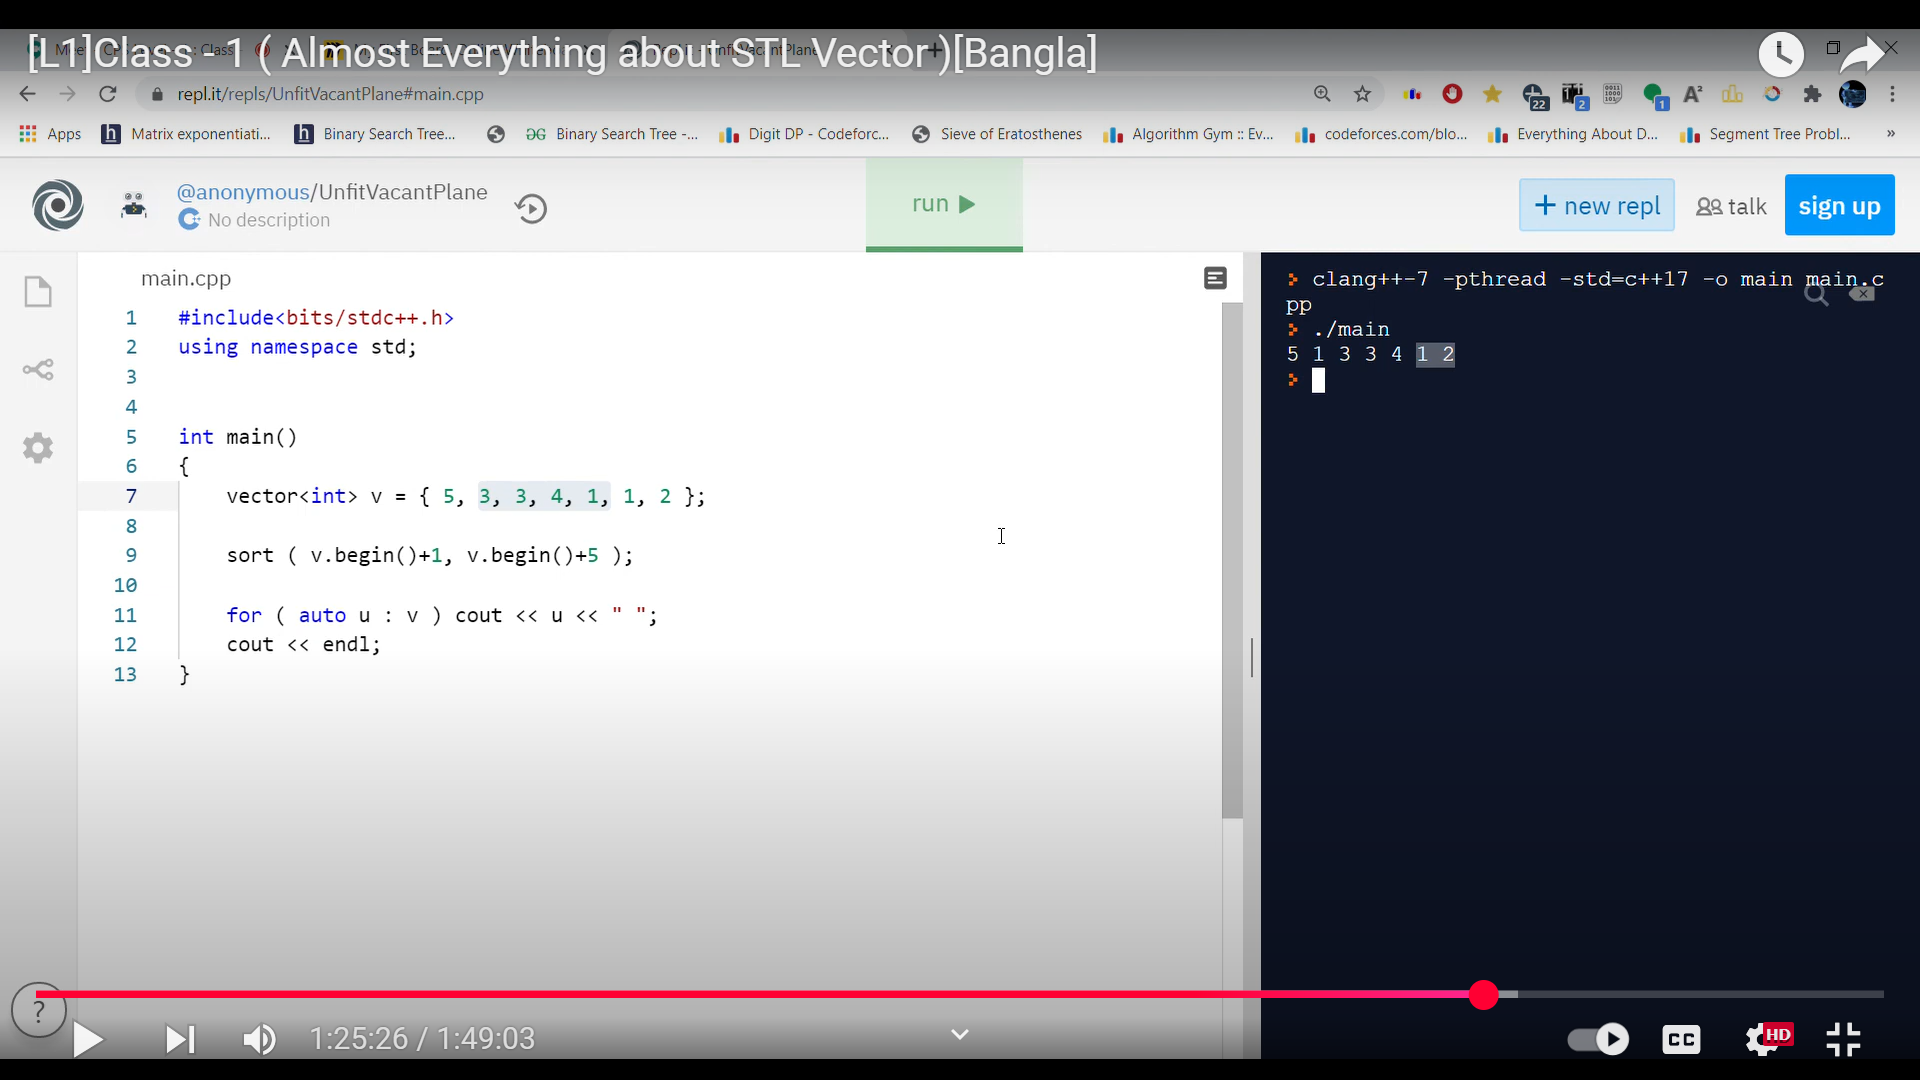 [L1]Class - 1 ( Almost Everything about STL Vector )[Bangla]
repl.it/repls/UnfitVacantPlane#main.cpp
22 2 1 A²
Apps Matrix exponentiati... Binary Search Tree... Binary Search Tree -... Digit DP - Codeforc... Sieve of Eratosthenes Algorithm Gym :: Ev... codeforces.com/blo... Everything About D... Segment Tree Probl... »
@anonymous/UnfitVacantPlane
No description
run
+ new repl
talk
sign up
main.cpp
1 #include<bits/stdc++.h>
2 using namespace std;
3
4
5 int main()
6 {
7 vector<int> v = { 5, 3, 3, 4, 1, 1, 2 };
8
9 sort ( v.begin()+1, v.begin()+5 );
10
11 for ( auto u : v ) cout << u << " ";
12 cout << endl;
13 }
> clang++-7 -pthread -std=c++17 -o main main.c
pp
> ./main
5 1 3 3 4 1 2
>
?
1:25:26 / 1:49:03
CC
HD